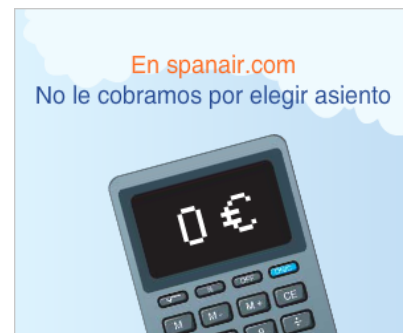 En spanair.com
No le cobramos por elegir asiento
0 €
M
M-
M+
CE
÷